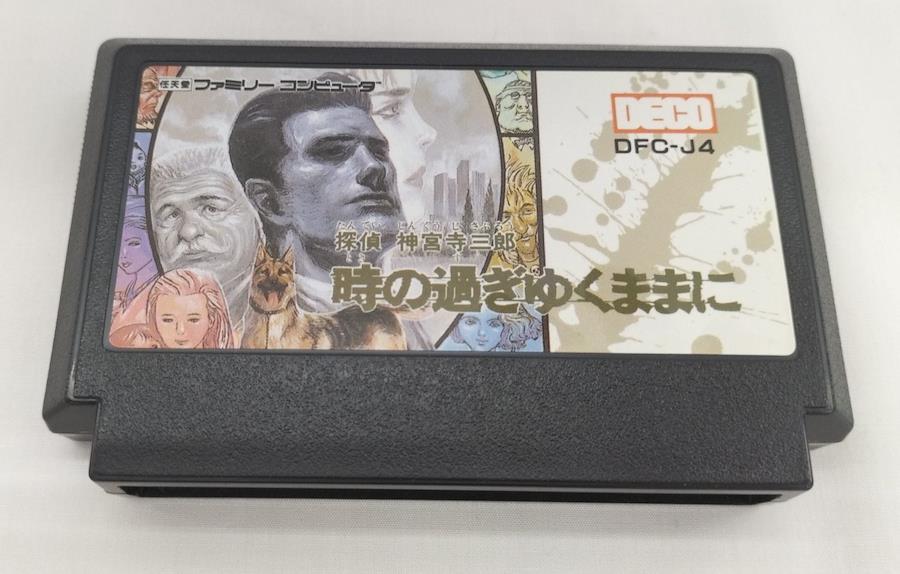 任天堂 ファミリー コンピュータ
DECO
DFC-J4
たん てい じん ぐう じ さぶ ろう
探偵 神宮寺三郎
とき す
時の過ぎゆくままに